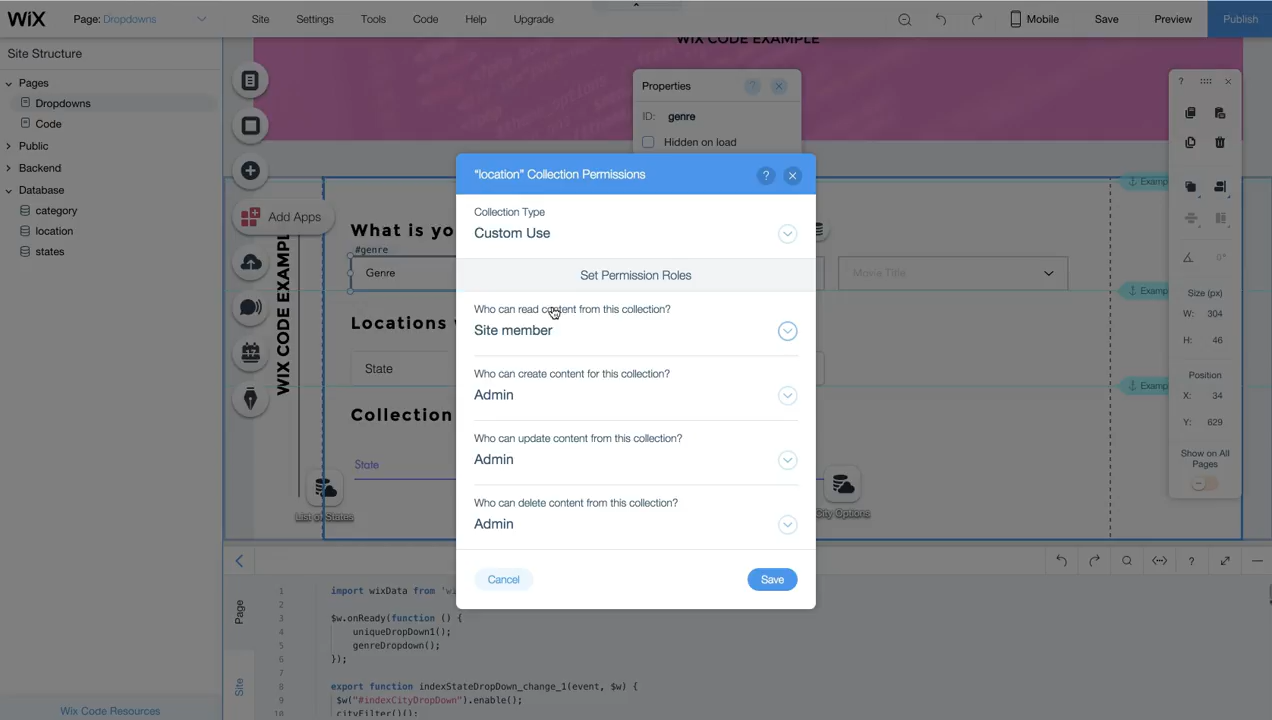 WiX
Page: Dropdowns
Site
Settings
Tools
Code
Help
Upgrade
Mobile
Save
Preview
Publish
Site Structure
Pages
Dropdowns
Code
Public
Backend
Database
category
location
states
Wix Code Resources
Add Apps
WIX CODE EXAMPLE
WIX CODE EXAMPLE
What is yo
#genre
Genre
Movie Title
Locations
State
Collection
State
List of States
City Options
Examp
Examp
Examp
Properties
?
ID: genre
Hidden on load
"location" Collection Permissions
?
Collection Type
Custom Use
Set Permission Roles
Who can read content from this collection?
Site member
Who can create content for this collection?
Admin
Who can update content from this collection?
Admin
Who can delete content from this collection?
Admin
Cancel
Save
?
0°
Size (px)
W: 304
H: 46
Position
X: 34
Y: 629
Show on All
Pages
?
Page
Site
1 import wixData from 'wi
2
3 $w.onReady(function () {
4 uniqueDropDown1();
5 genreDropdown();
6 });
7
8 export function indexStateDropDown_change_1(event, $w) {
9 $w("#indexCityDropDown").enable();
10 cityFilter()();